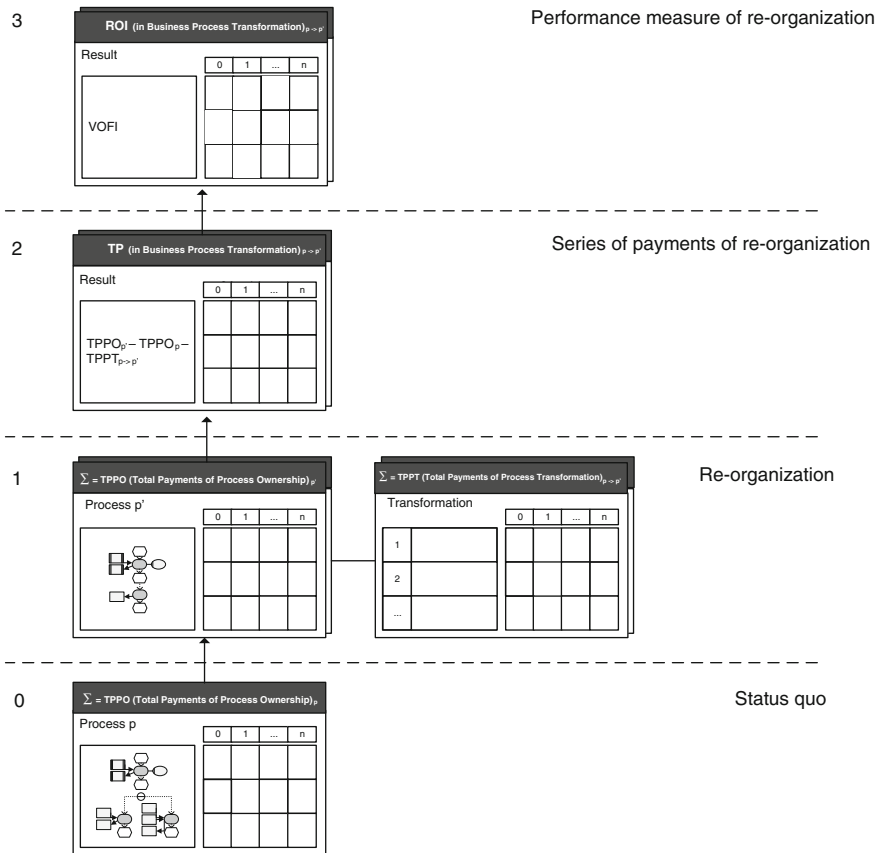 3
Performance measure of re-organization
ROI (in Business Process Transformation)p -> p'
Result
0 1 ... n
VOFI
2
Series of payments of re-organization
TP (in Business Process Transformation) p -> p'
Result
0 1 ... n
TPPOp' – TPPOp –
TPPTp->p'
1
Re-organization
∑ = TPPO (Total Payments of Process Ownership) p'
Process p’
0 1 ... n
∑ = TPPT (Total Payments of Process Transformation)p -> p'
Transformation
0 1 ... n
1
2
...
0
Status quo
∑ = TPPO (Total Payments of Process Ownership)p
Process p
0 1 ... n